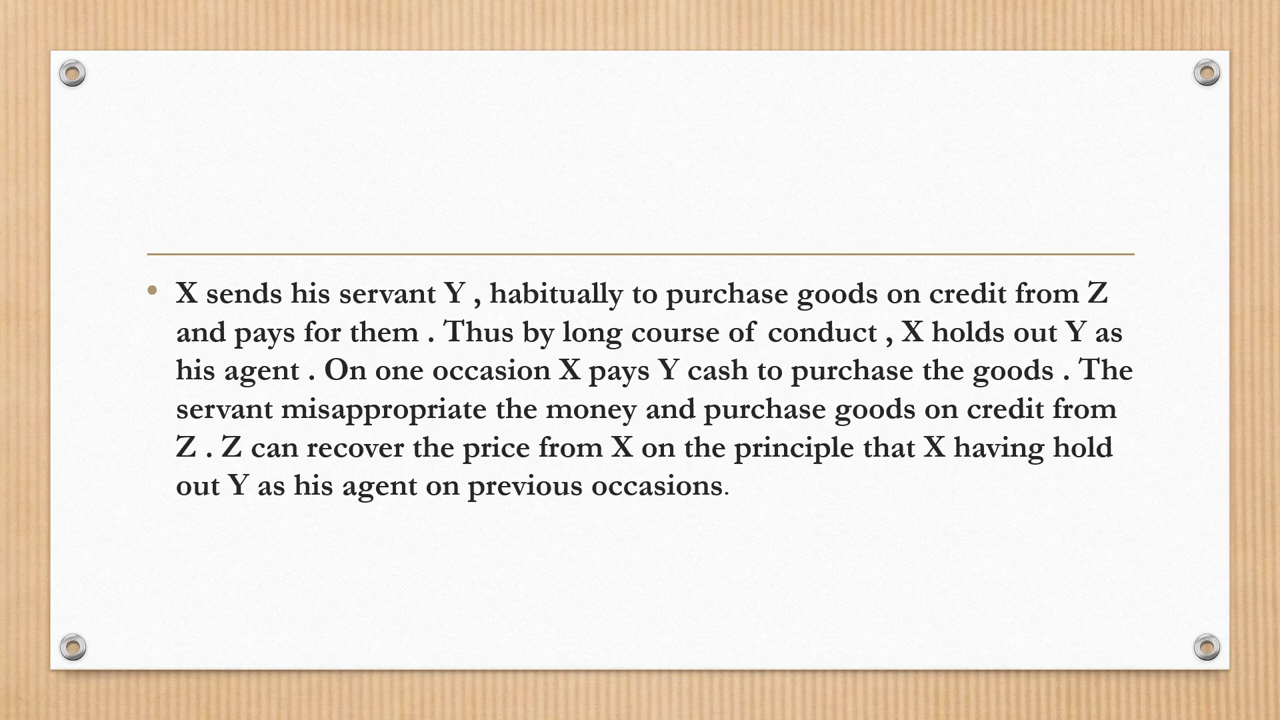 • X sends his servant Y , habitually to purchase goods on credit from Z
and pays for them . Thus by long course of conduct , X holds out Y as
his agent . On one occasion X pays Y cash to purchase the goods . The
servant misappropriate the money and purchase goods on credit from
Z . Z can recover the price from X on the principle that X having hold
out Y as his agent on previous occasions.